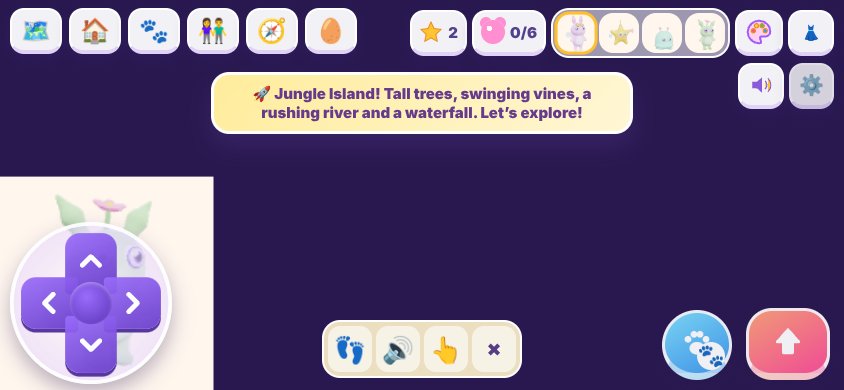 2
0/6
🚀 Jungle Island! Tall trees, swinging vines, a
rushing river and a waterfall. Let's explore!